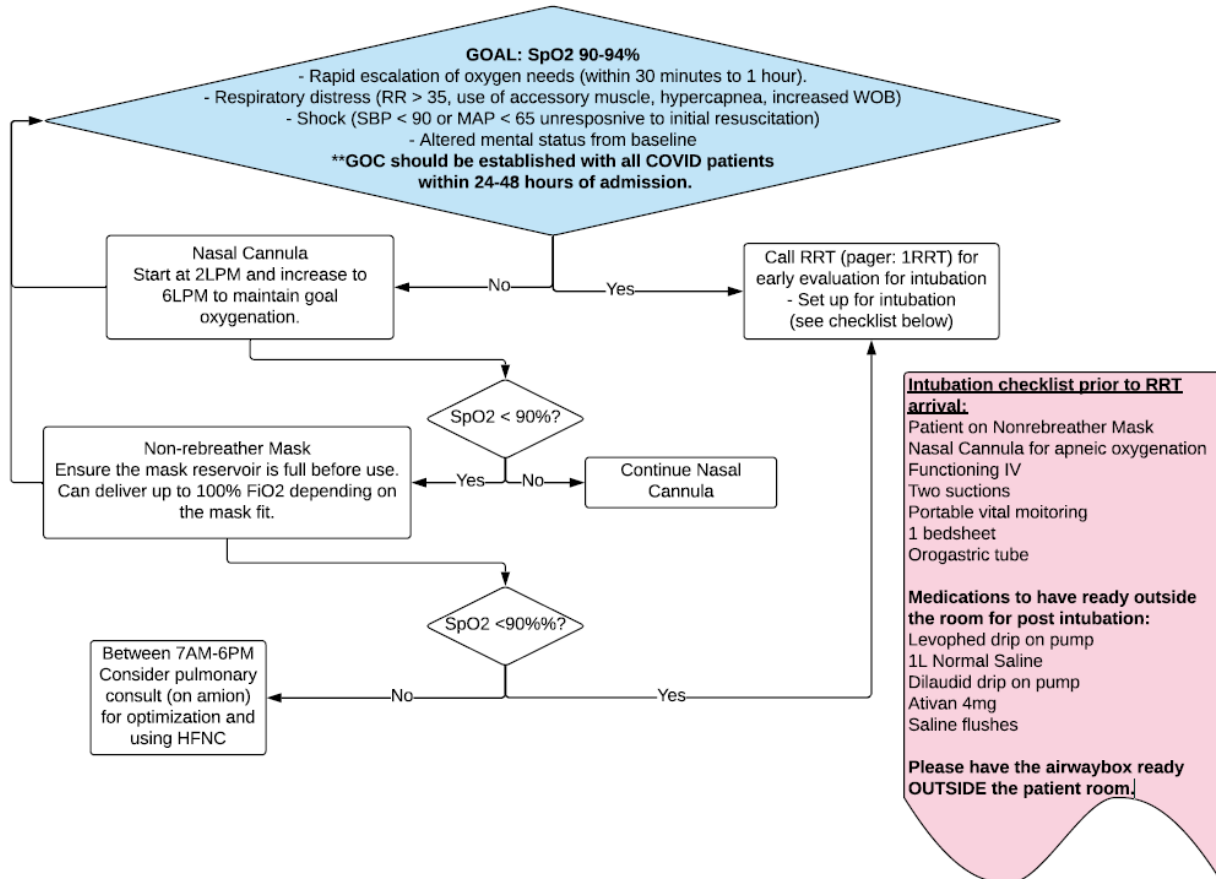 GOAL: SpO2 90-94%
- Rapid escalation of oxygen needs (within 30 minutes to 1 hour).
- Respiratory distress (RR > 35, use of accessory muscle, hypercapnea, increased WOB)
- Shock (SBP < 90 or MAP < 65 unresposnive to initial resuscitation)
- Altered mental status from baseline
**GOC should be established with all COVID patients
within 24-48 hours of admission.
Nasal Cannula
Start at 2LPM and increase to
6LPM to maintain goal
oxygenation.
No
Yes
Call RRT (pager: 1RRT) for
early evaluation for intubation
- Set up for intubation
(see checklist below)
SpO2 < 90%?
Non-rebreather Mask
Ensure the mask reservoir is full before use.
Can deliver up to 100% FiO2 depending on
the mask fit.
Yes
No
Continue Nasal
Cannula
SpO2 <90%%?
Between 7AM-6PM
Consider pulmonary
consult (on amion)
for optimization and
using HFNC
No
Yes
Intubation checklist prior to RRT
arrival:
Patient on Nonrebreather Mask
Nasal Cannula for apneic oxygenation
Functioning IV
Two suctions
Portable vital moitoring
1 bedsheet
Orogastric tube
Medications to have ready outside
the room for post intubation:
Levophed drip on pump
1L Normal Saline
Dilaudid drip on pump
Ativan 4mg
Saline flushes
Please have the airwaybox ready
OUTSIDE the patient room.